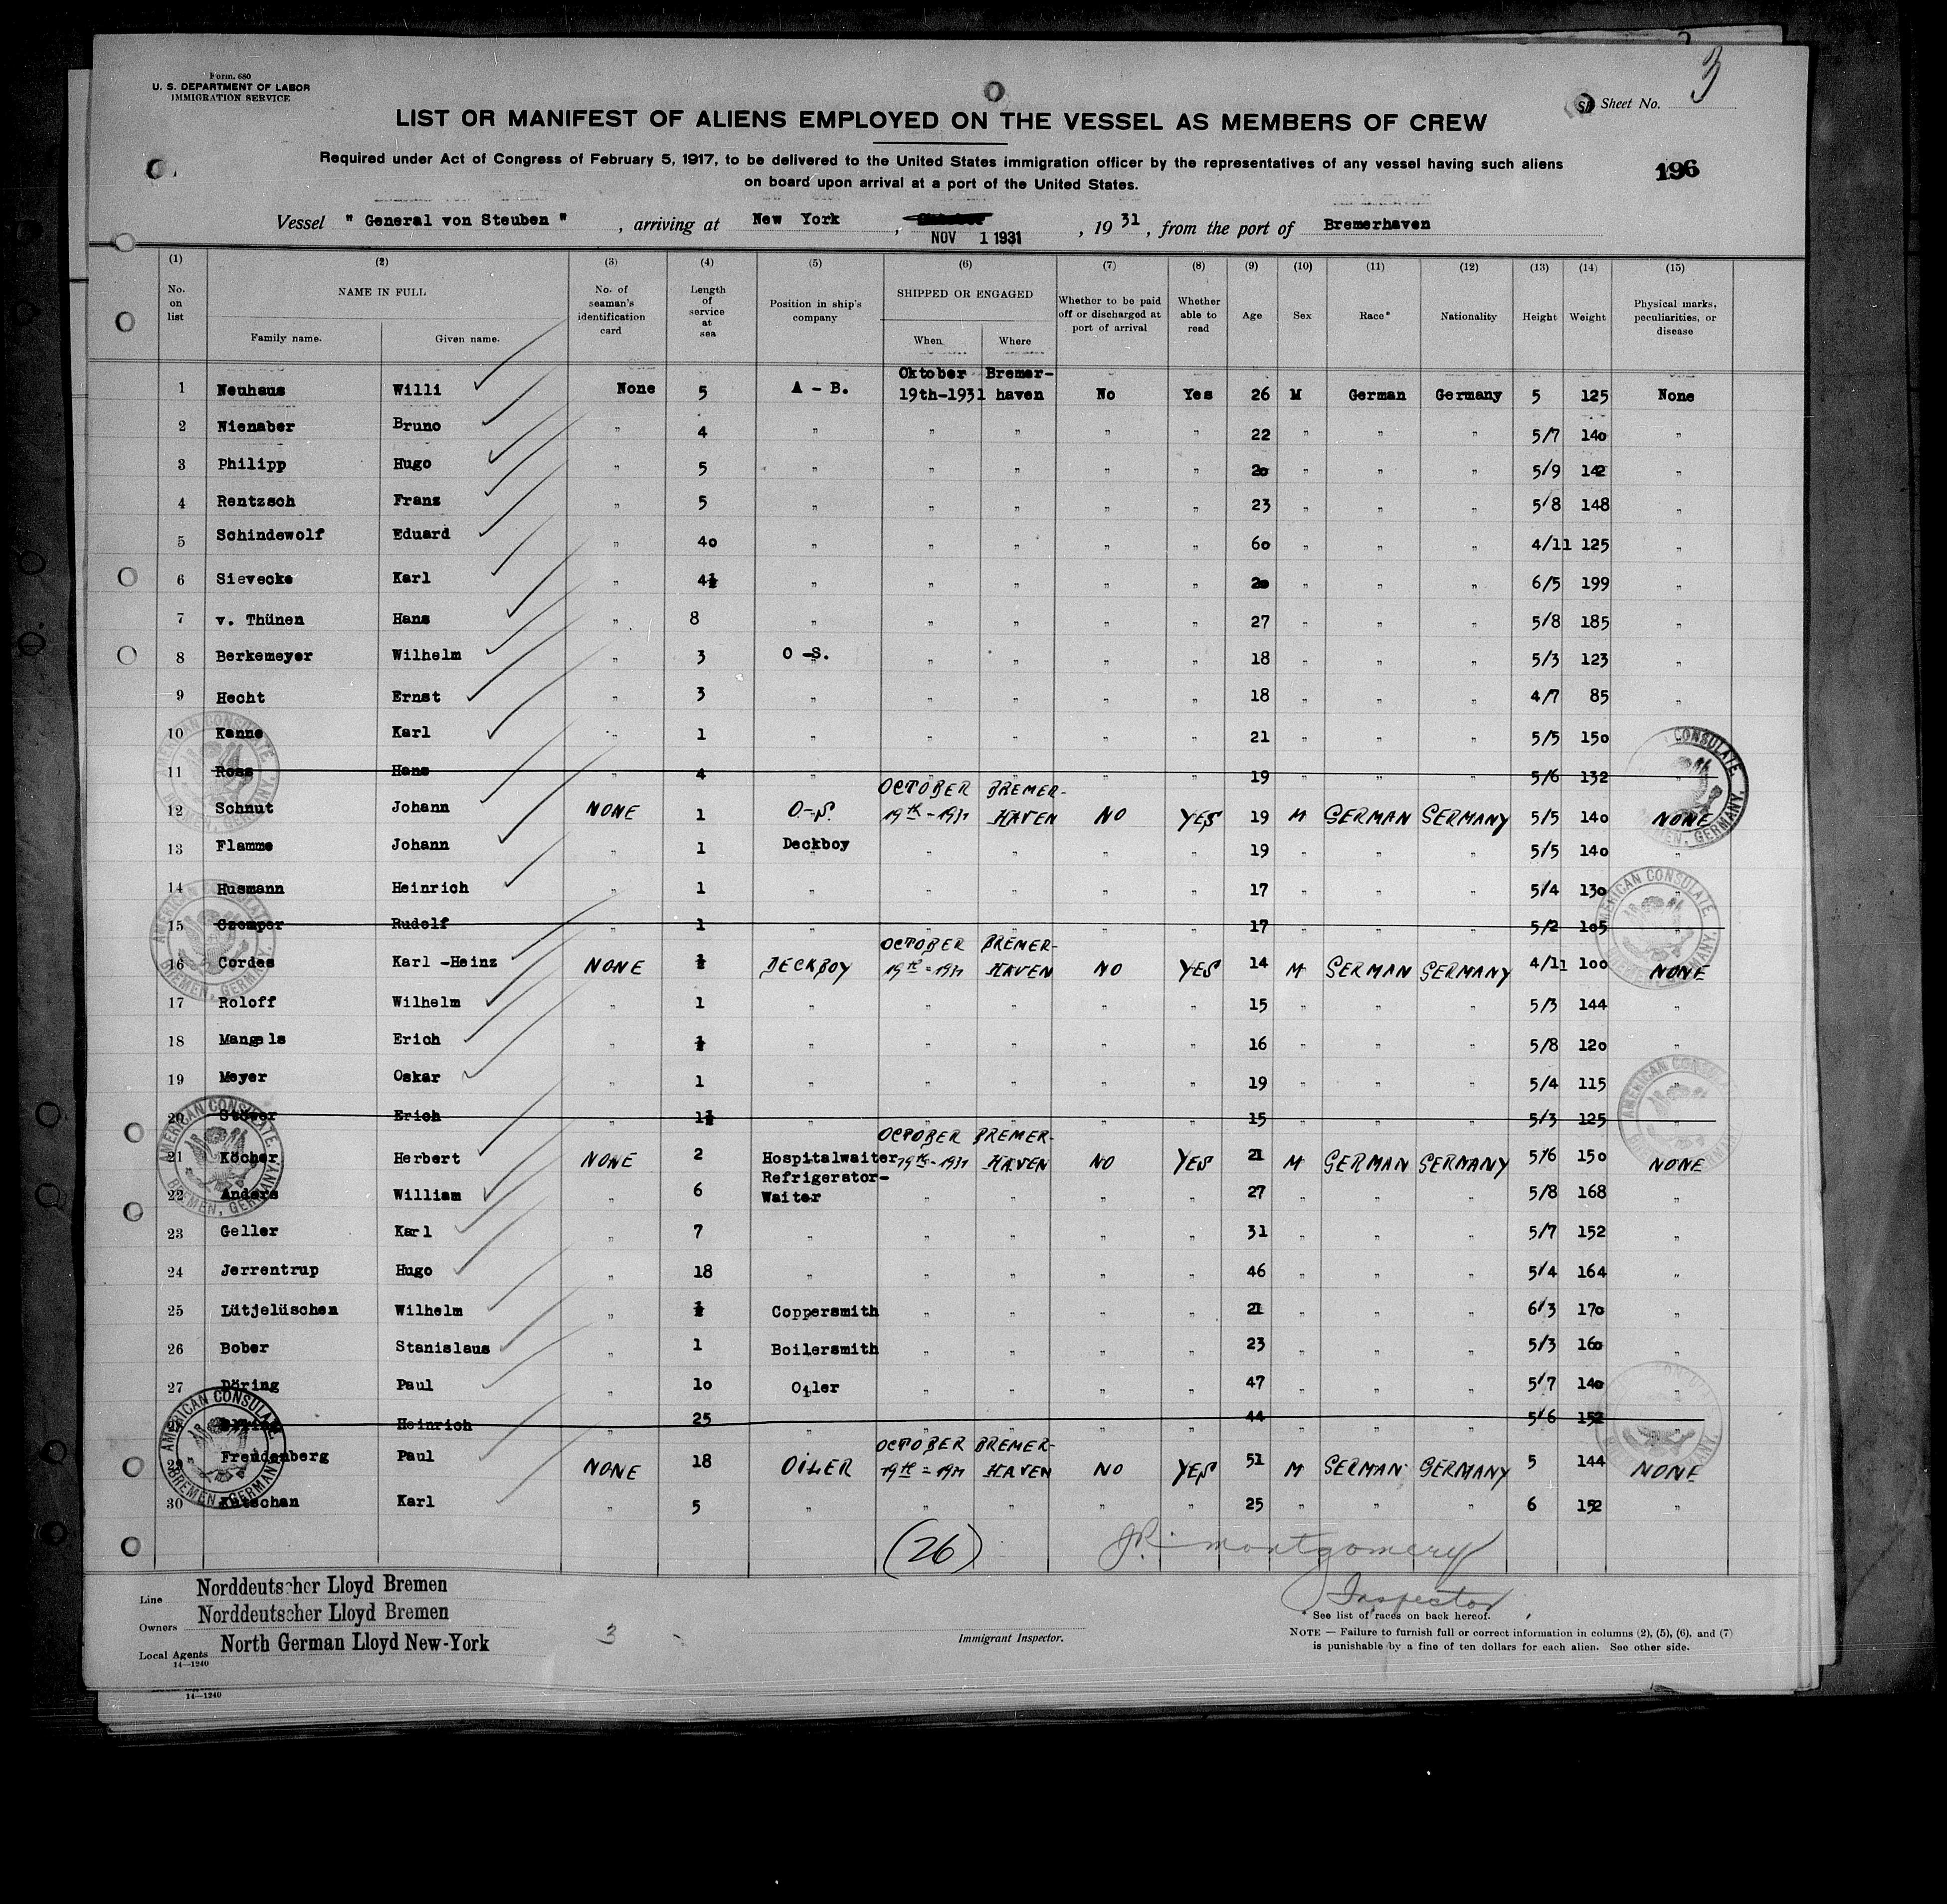 3
Form. 680
U. S. DEPARTMENT OF LABOR
IMMIGRATION SERVICE
Sheet No.
LIST OR MANIFEST OF ALIENS EMPLOYED ON THE VESSEL AS MEMBERS OF CREW
Required under Act of Congress of February 5, 1917, to be delivered to the United States immigration officer by the representatives of any vessel having such aliens
on board upon arrival at a port of the United States.
196
Vessel " General von Steuben " , arriving at New York , NOV 1 1931 , 19 31 , from the port of Bremerhaven
(1) (2) (3) (4) (5) (6) (7) (8) (9) (10) (11) (12) (13) (14) (15)
No. on list
NAME IN FULL
Family name. Given name.
No. of seaman's identification card
Length of service at sea
Position in ship's company
SHIPPED OR ENGAGED
When Where
Whether to be paid off or discharged at port of arrival
Whether able to read
Age
Sex
Race*
Nationality
Height
Weight
Physical marks, peculiarities, or disease
Oktober Bremer-
1 Neuhaus Willi None 5 A - B. 19th-1931 haven No Yes 26 M German Germany 5 125 None
2 Wienaber Bruno " 4 " " " " " 22 " " " 5/7 140 "
3 Philipp Hugo " 5 " " " " " 20 " " " 5/9 142 "
4 Rentzsch Franz " 5 " " " " " 23 " " " 5/8 148 "
5 Schindewolf Eduard " 40 " " " " " 60 " " " 4/11 125 "
6 Sievecke Karl " 4½ " " " " " 20 " " " 6/5 199 "
7 v. Thünen Hans " 8 " " " " " 27 " " " 5/8 185 "
8 Berkemeyer Wilhelm " 3 O -S. " " " " 18 " " " 5/3 123 "
9 Hecht Ernst " 3 " " " " " 18 " " " 4/7 85 "
10 Kanne Karl " 1 " " " " " 21 " " " 5/5 150 "
11 Ross Hans " 4 " " " " " 19 " " " 5/6 132 "
OCTOBER BREMER-
12 Schnut Johann NONE 1 O-S. 19th-1931 HAVEN NO YES 19 M GERMAN GERMANY 5/5 140 NONE
13 Flamme Johann " 1 Deckboy " " " " 19 " " " 5/5 140 "
14 Husmann Heinrich " 1 " " " " " 17 " " " 5/4 130 "
15 Czemper Rudolf " 1 " " " " " 17 " " " 5/2 105 "
OCTOBER BREMER-
16 Cordes Karl -Heinz NONE ½ DECKBOY 19th-1931 HAVEN NO YES 14 M GERMAN GERMANY 4/11 100 NONE
17 Roloff Wilhelm " 1 " " " " " 15 " " " 5/3 144 "
18 Mangels Erich " ½ " " " " " 16 " " " 5/8 120 "
19 Meyer Oskar " 1 " " " " " 19 " " " 5/4 115 "
20 Stöver Erich 1½ " " " " " 15 " " " 5/3 125 "
OCTOBER BREMER-
21 Köcher Herbert NONE 2 Hospitalwaiter 19th-1931 HAVEN NO YES 21 M GERMAN GERMANY 5/6 150 NONE
22 Anders William " 6 Refrigerator-Waiter " " " " 27 " " " 5/8 168 "
23 Geller Karl " 7 " " " " " 31 " " " 5/7 152 "
24 Jerrentrup Hugo " 18 " " " " " 46 " " " 5/4 164 "
25 Lütjelüschen Wilhelm " ½ Coppersmith " " " " 21 " " " 6/3 170 "
26 Bober Stanislaus " 1 Boilersmith " " " " 23 " " " 5/3 160 "
27 Döring Paul " 10 Oiler " " " " 47 " " " 5/7 140 "
28 Heinrich " 25 " " " " " 44 " " " 5/6 152 "
OCTOBER BREMER-
29 Freudenberg Paul NONE 18 OILER 19th-1931 HAVEN NO YES 51 M GERMAN GERMANY 5 144 NONE
30 Katschan Karl " 5 " " " " " 25 " " " 6 152 "
(26)
JR. Montgomery
Inspector
Line Norddeutscher Lloyd Bremen
Owners Norddeutscher Lloyd Bremen
Local Agents North German Lloyd New-York
14—1240
3
Immigrant Inspector.
* See list of races on back hereof.
NOTE — Failure to furnish full or correct information in columns (2), (5), (6), and (7)
is punishable by a fine of ten dollars for each alien. See other side.
14—1240
AMERICAN CONSULATE
BREMEN, GERMANY.